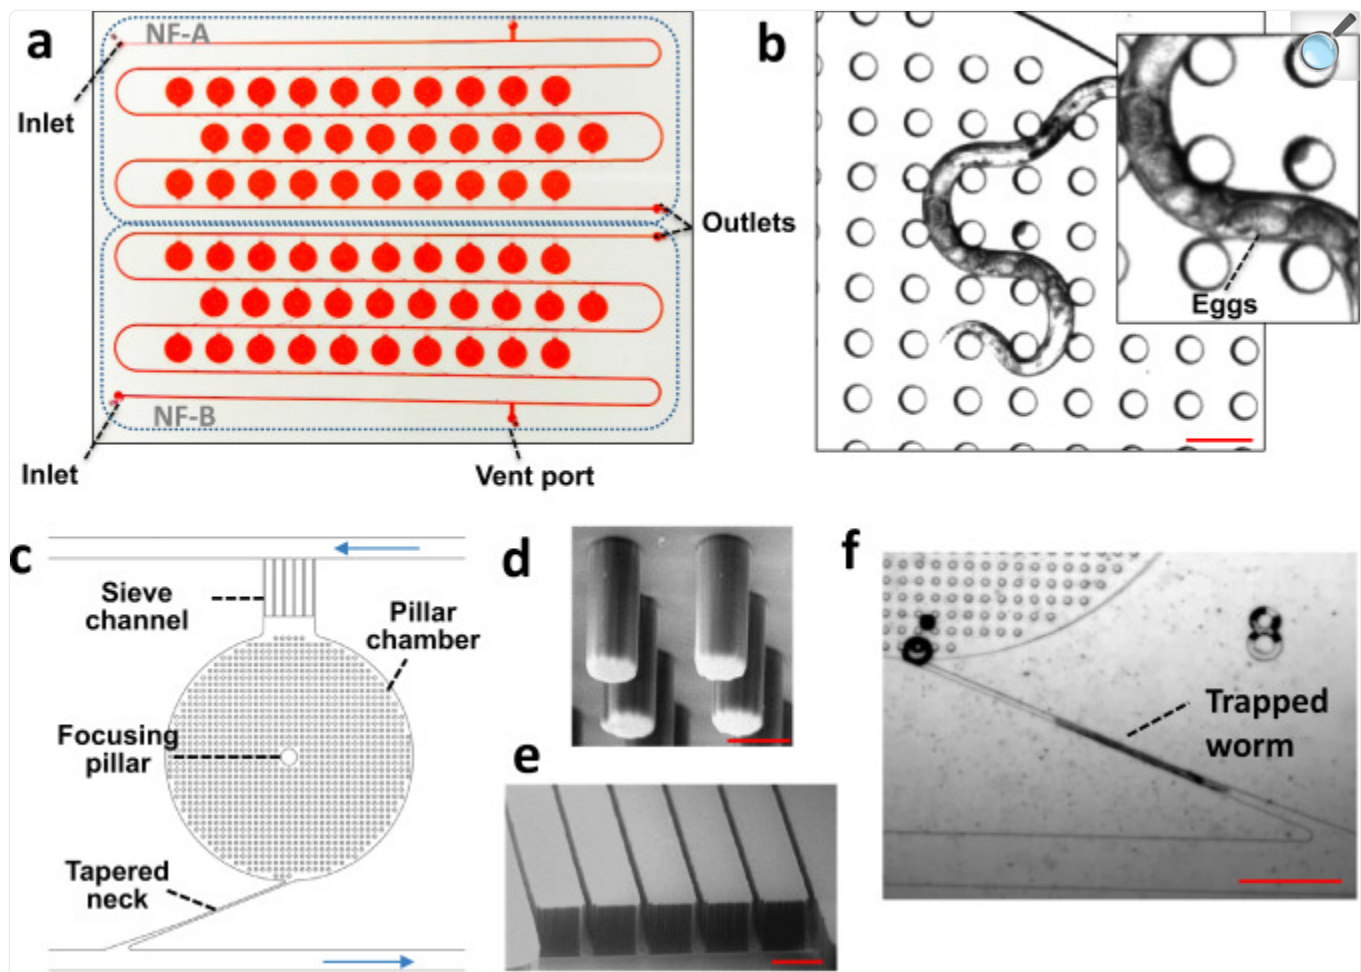 a
NF-A
Inlet
Outlets
NF-B
Inlet
Vent port
b
Eggs
c
Sieve
channel
Pillar
chamber
Focusing
pillar
Tapered
neck
d
e
f
Trapped
worm